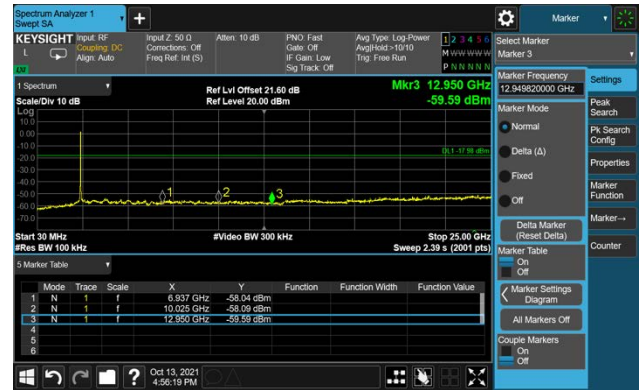 Spectrum Analyzer 1
Swept SA
Marker
KEYSIGHT Input: RF Input Z: 50 Ω Atten: 10 dB PNO: Fast Avg Type: Log-Power 1 2 3 4 5 6
L Coupling: DC Corrections: Off Gate: Off Avg|Hold:>10/10 M W W W W W
Align: Auto Freq Ref: Int (S) IF Gain: Low Trig: Free Run
Sig Track: Off P N N N N N
LXI
1 Spectrum
Scale/Div 10 dB
Ref Lvl Offset 21.60 dB
Ref Level 20.00 dBm
Mkr3 12.950 GHz
-59.59 dBm
Log
10.0
0.00
-10.0
-20.0
-30.0
-40.0
-50.0
-60.0
-70.0
DL1 -17.98 dBm
1
2
3
Start 30 MHz #Video BW 300 kHz Stop 25.00 GHz
#Res BW 100 kHz Sweep 2.39 s (2001 pts)
5 Marker Table
Mode Trace Scale X Y Function Function Width Function Value
1 N 1 f 6.937 GHz -58.04 dBm
2 N 1 f 10.025 GHz -58.09 dBm
3 N 1 f 12.950 GHz -59.59 dBm
4
5
6
Oct 13, 2021
4:56:19 PM
Select Marker
Marker 3
Marker Frequency
12.949820000 GHz
Marker Mode
Normal
Delta (Δ)
Fixed
Off
Delta Marker
(Reset Delta)
Marker Table
On
Off
Marker Settings
Diagram
All Markers Off
Couple Markers
On
Off
Settings
Peak
Search
Pk Search
Config
Properties
Marker
Function
Marker→
Counter